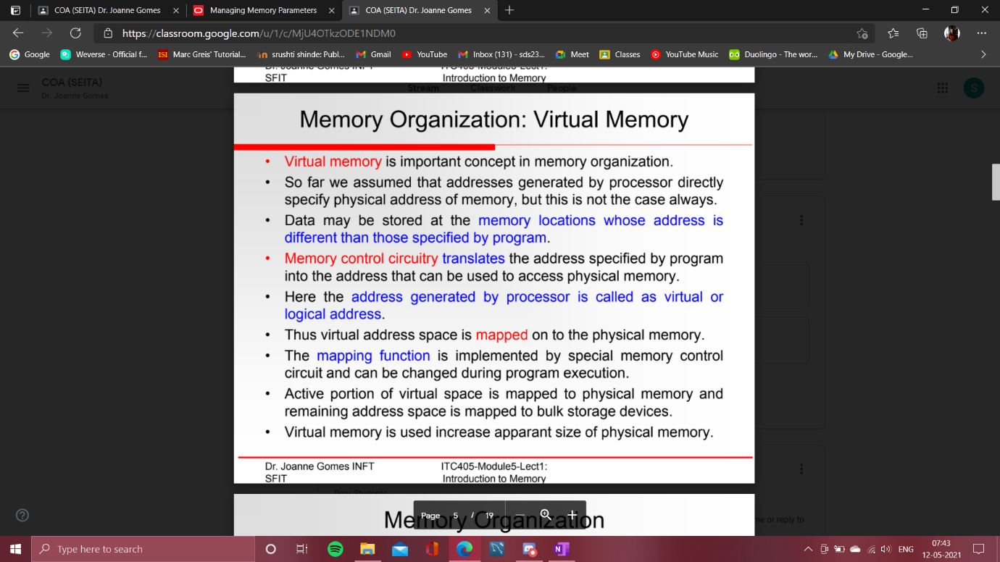 COA (SEITA) Dr. Joanne Gomes
Managing Memory Parameters
COA (SEITA) Dr. Joanne Gomes
https://classroom.google.com/u/1/c/MjU4OTkzODE1NDM0
Google
Weverse - Official f...
ISI Marc Greis' Tutorial...
srushti shinde: Publ...
Gmail
YouTube
Inbox (131) - sds23...
Meet
Classes
YouTube Music
Duolingo - The wor...
My Drive - Google...
COA (SEITA)
Dr. Joanne Gomes
Stream Classwork People
S
Dr. Joanne Gomes INFT ITC405-Module5-Lect1:
SFIT Introduction to Memory
Memory Organization: Virtual Memory
• Virtual memory is important concept in memory organization.
• So far we assumed that addresses generated by processor directly
specify physical address of memory, but this is not the case always.
• Data may be stored at the memory locations whose address is
different than those specified by program.
• Memory control circuitry translates the address specified by program
into the address that can be used to access physical memory.
• Here the address generated by processor is called as virtual or
logical address.
• Thus virtual address space is mapped on to the physical memory.
• The mapping function is implemented by special memory control
circuit and can be changed during program execution.
• Active portion of virtual space is mapped to physical memory and
remaining address space is mapped to bulk storage devices.
• Virtual memory is used increase apparant size of physical memory.
Dr. Joanne Gomes INFT ITC405-Module5-Lect1:
SFIT Introduction to Memory
Dear Students
Memory Organization
Page 5 / 19
me or reply to
Type here to search
ENG
07:43
12-05-2021